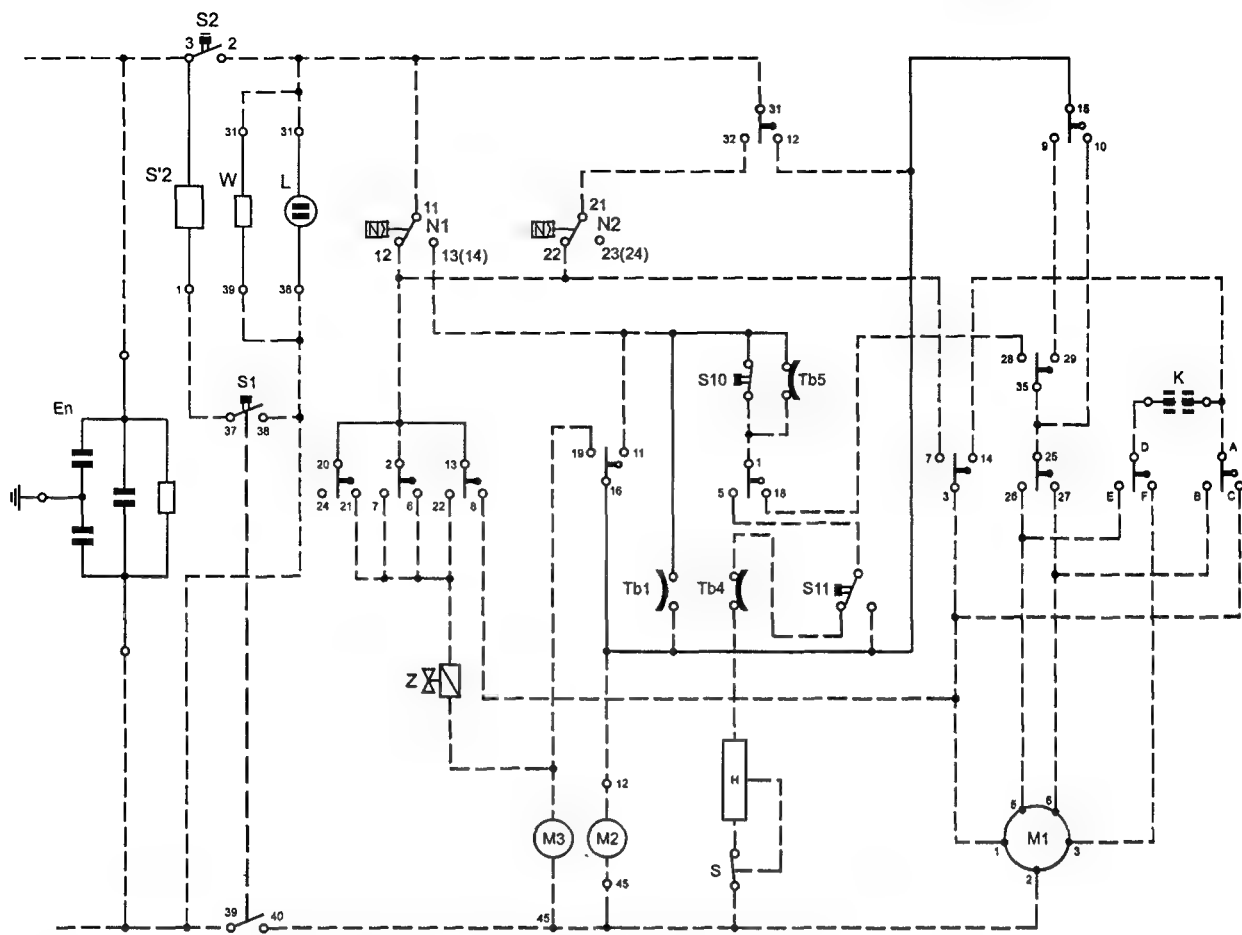 S2
3 2
31
15
32 12
9 10
31 31
S'2 W L
11 N1
21 N2
N N
12 13(14)
22 23(24)
1 39 38
28 29
35
S10 Tb5
K
S1
37 38
En
19 11
16
20 2 13
24 21 7 6 22 8
1
5 18
7 14
3
25
26 27
D A
E F B C
Tb1 Tb4 S11
Z
H
12
5 6
M3 M2 M1
1 3
2
S
45
39 40
45